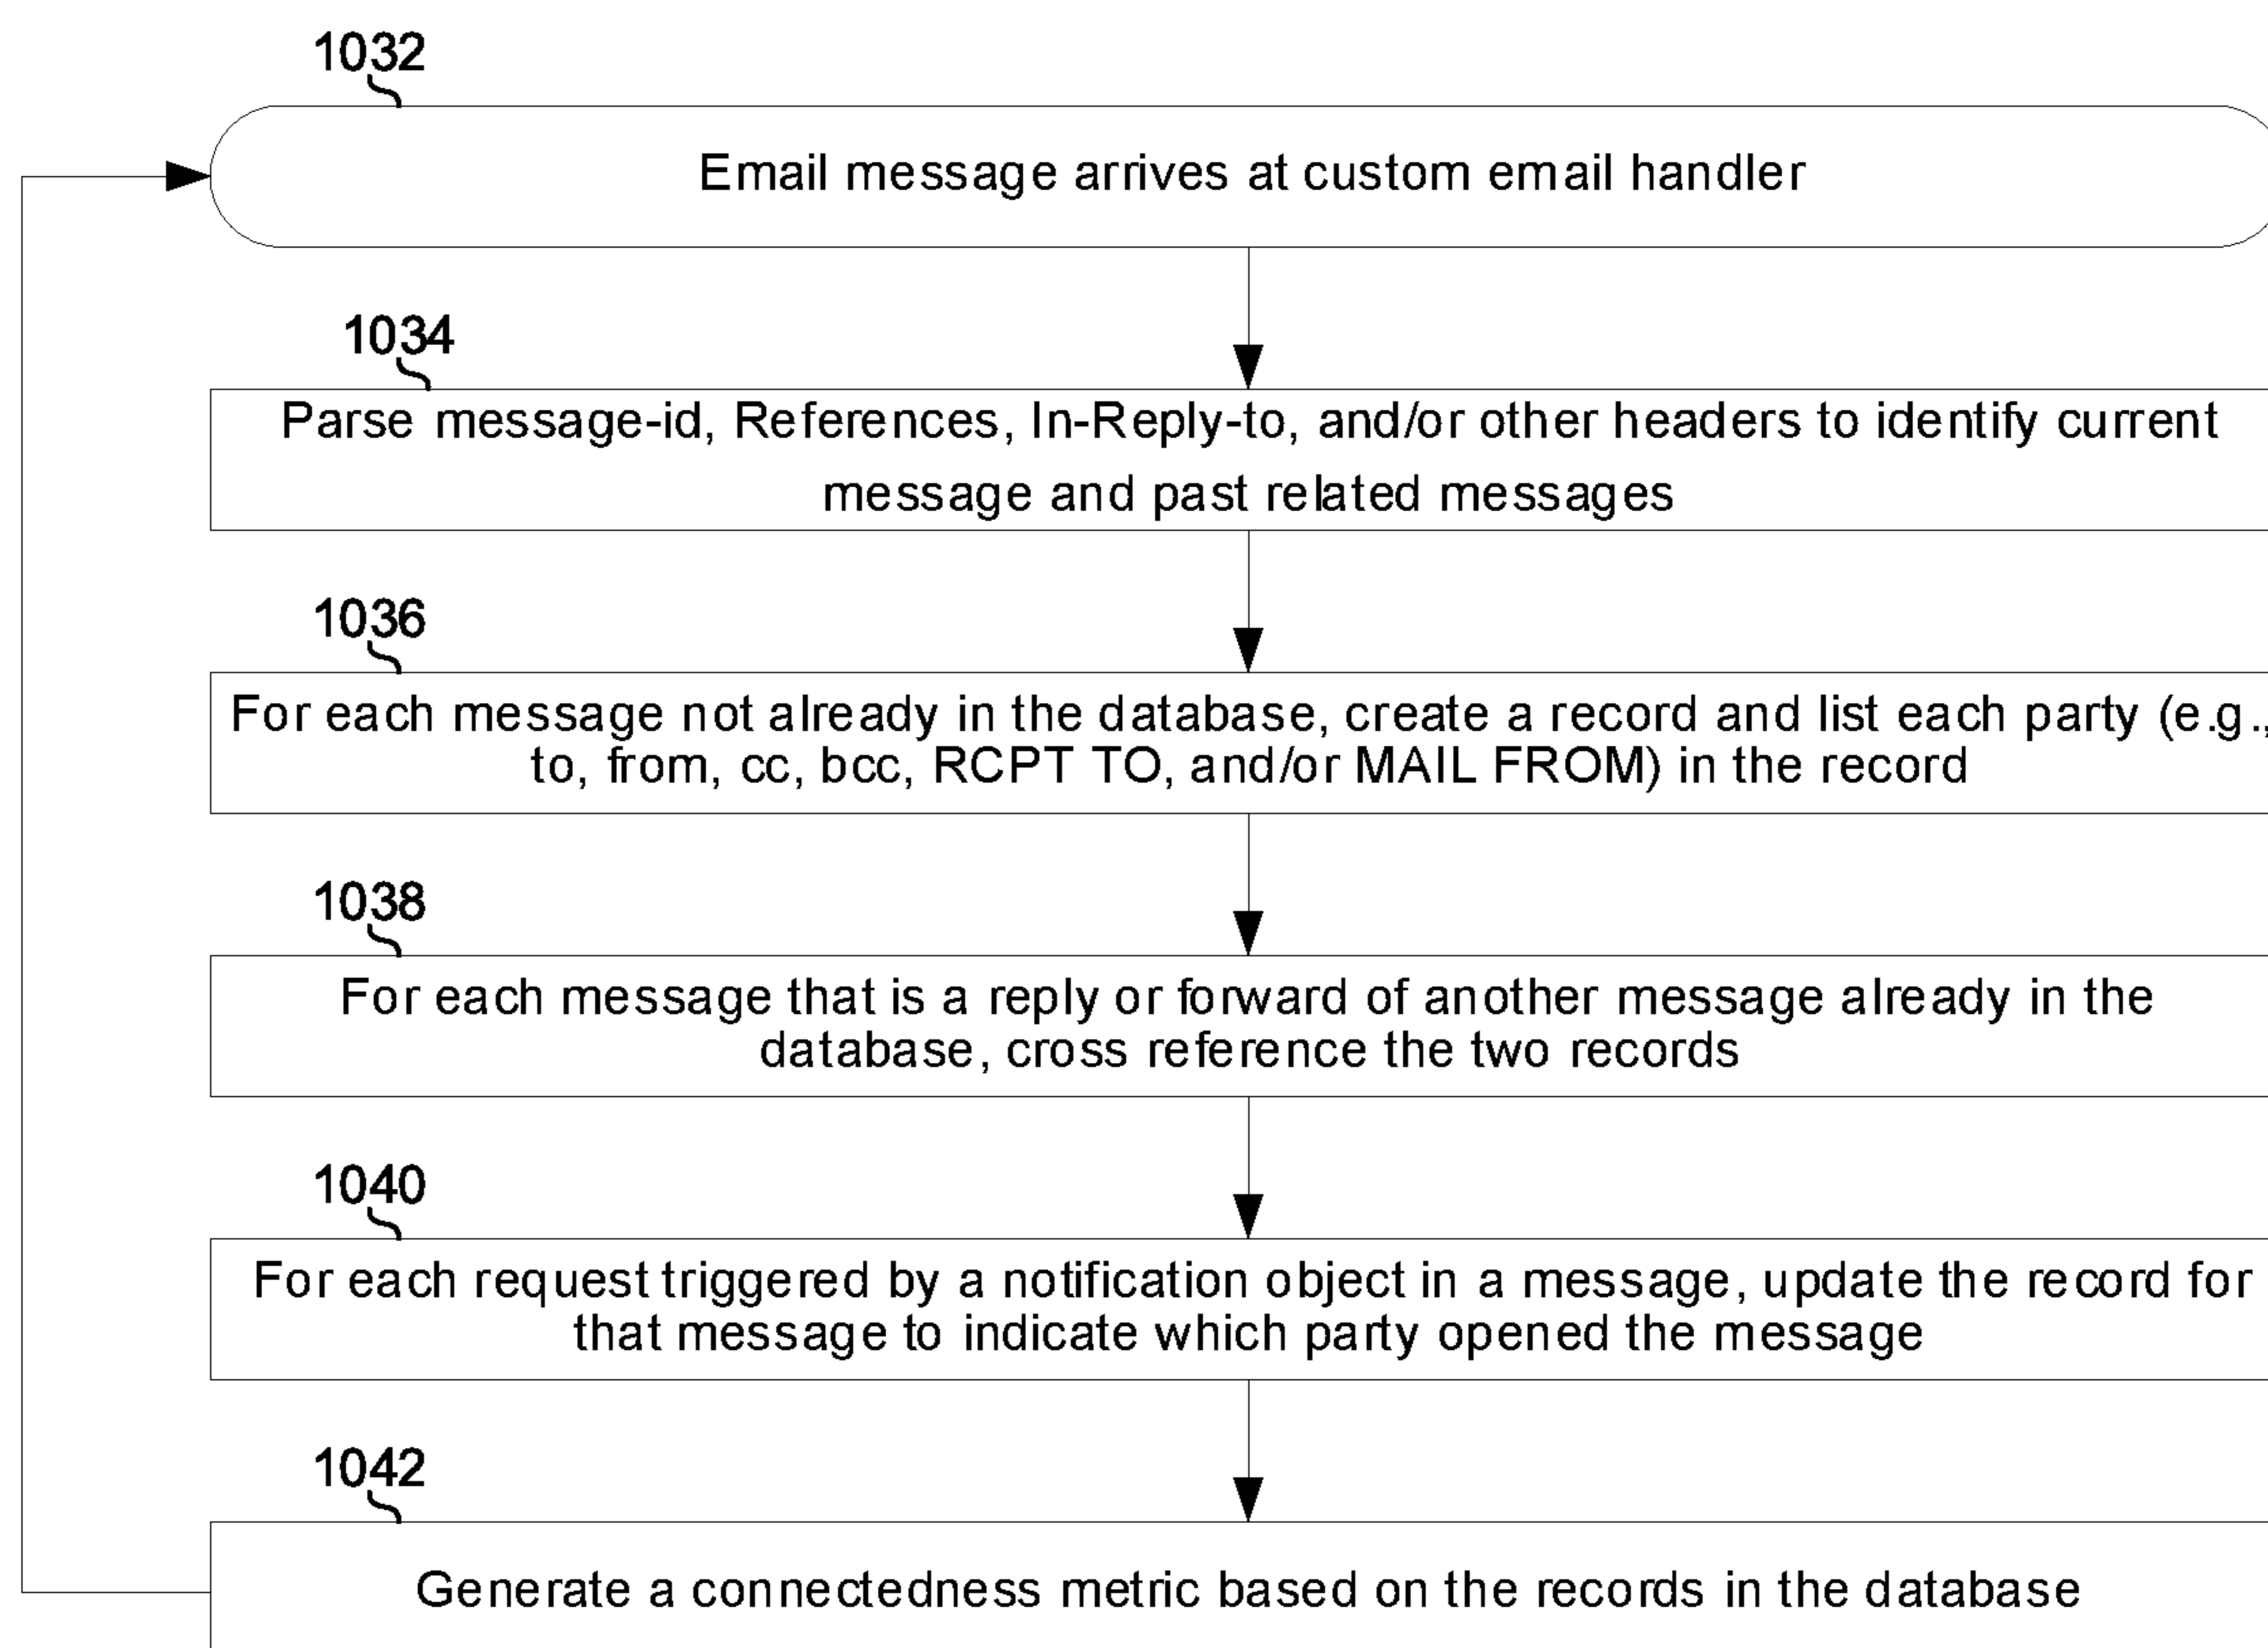 1032
Email message arrives at custom email handler
1034
Parse message-id, References, In-Reply-to, and/or other headers to identify current
message and past related messages
1036
For each message not already in the database, create a record and list each party (e.g.,
to, from, cc, bcc, RCPT TO, and/or MAIL FROM) in the record
1038
For each message that is a reply or forward of another message already in the
database, cross reference the two records
1040
For each request triggered by a notification object in a message, update the record for
that message to indicate which party opened the message
1042
Generate a connectedness metric based on the records in the database